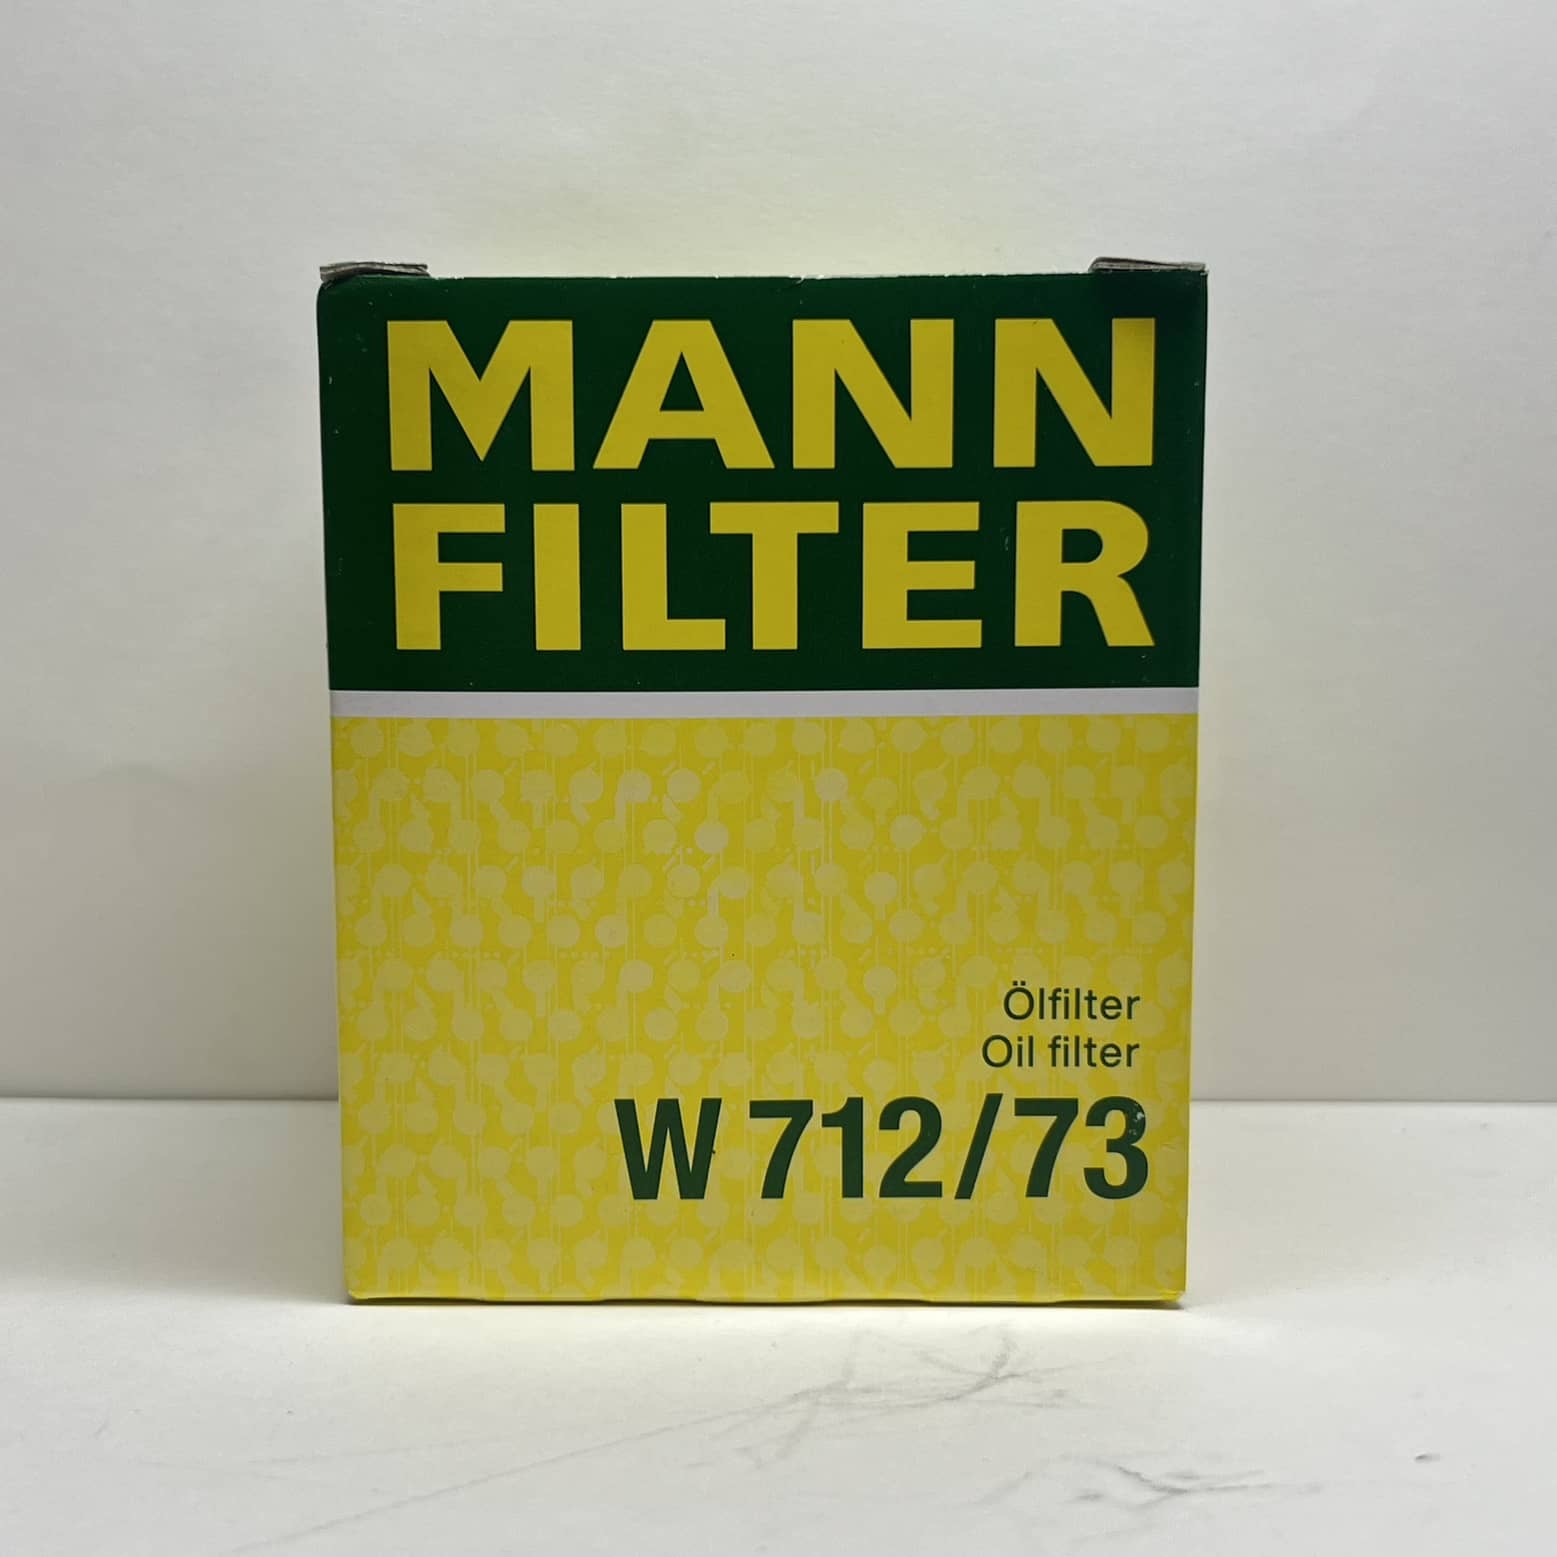 MANN
FILTER
Ölfilter
Oil filter
W 712/73